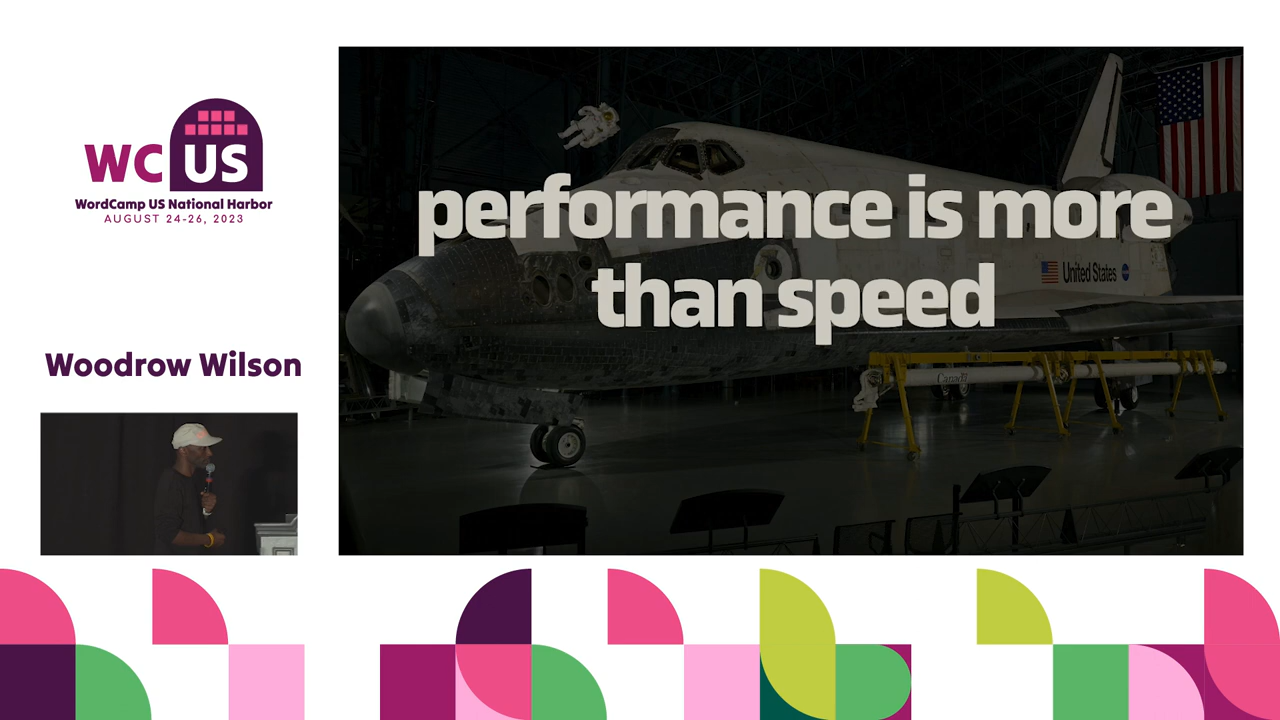 WC US
WordCamp US National Harbor
AUGUST 24-26, 2023
Woodrow Wilson
performance is more
than speed
United States
Canada